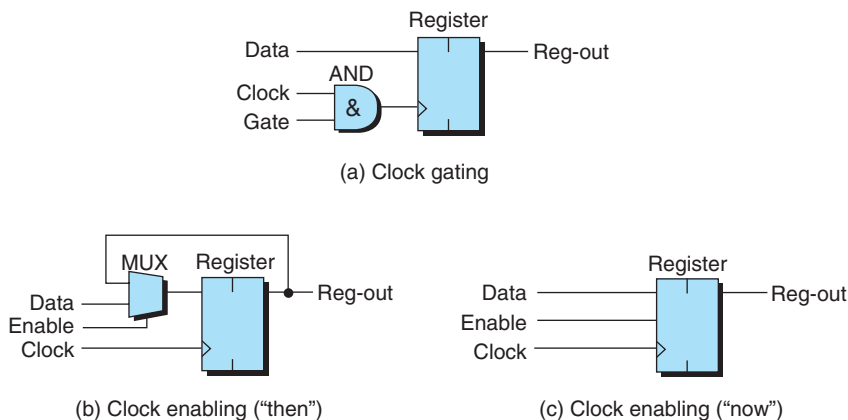 Register
Data
Reg-out
AND
Clock
&
Gate
(a) Clock gating
MUX
Register
Data
Reg-out
Enable
Clock
(b) Clock enabling (“then”)
Register
Data
Reg-out
Enable
Clock
(c) Clock enabling (“now”)